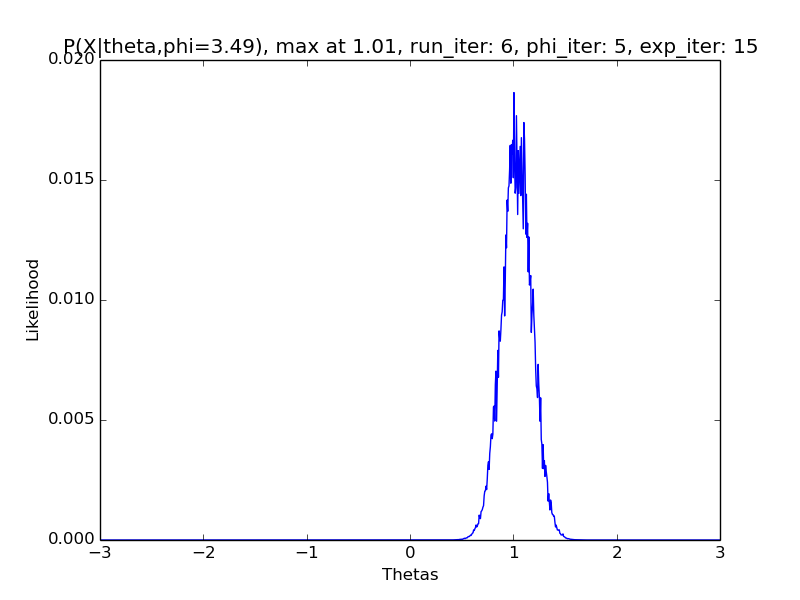 P(X|theta,phi=3.49), max at 1.01, run_iter: 6, phi_iter: 5, exp_iter: 15
0.020
0.015
0.010
0.005
0.000
Likelihood
−3 −2 −1 0 1 2 3
Thetas